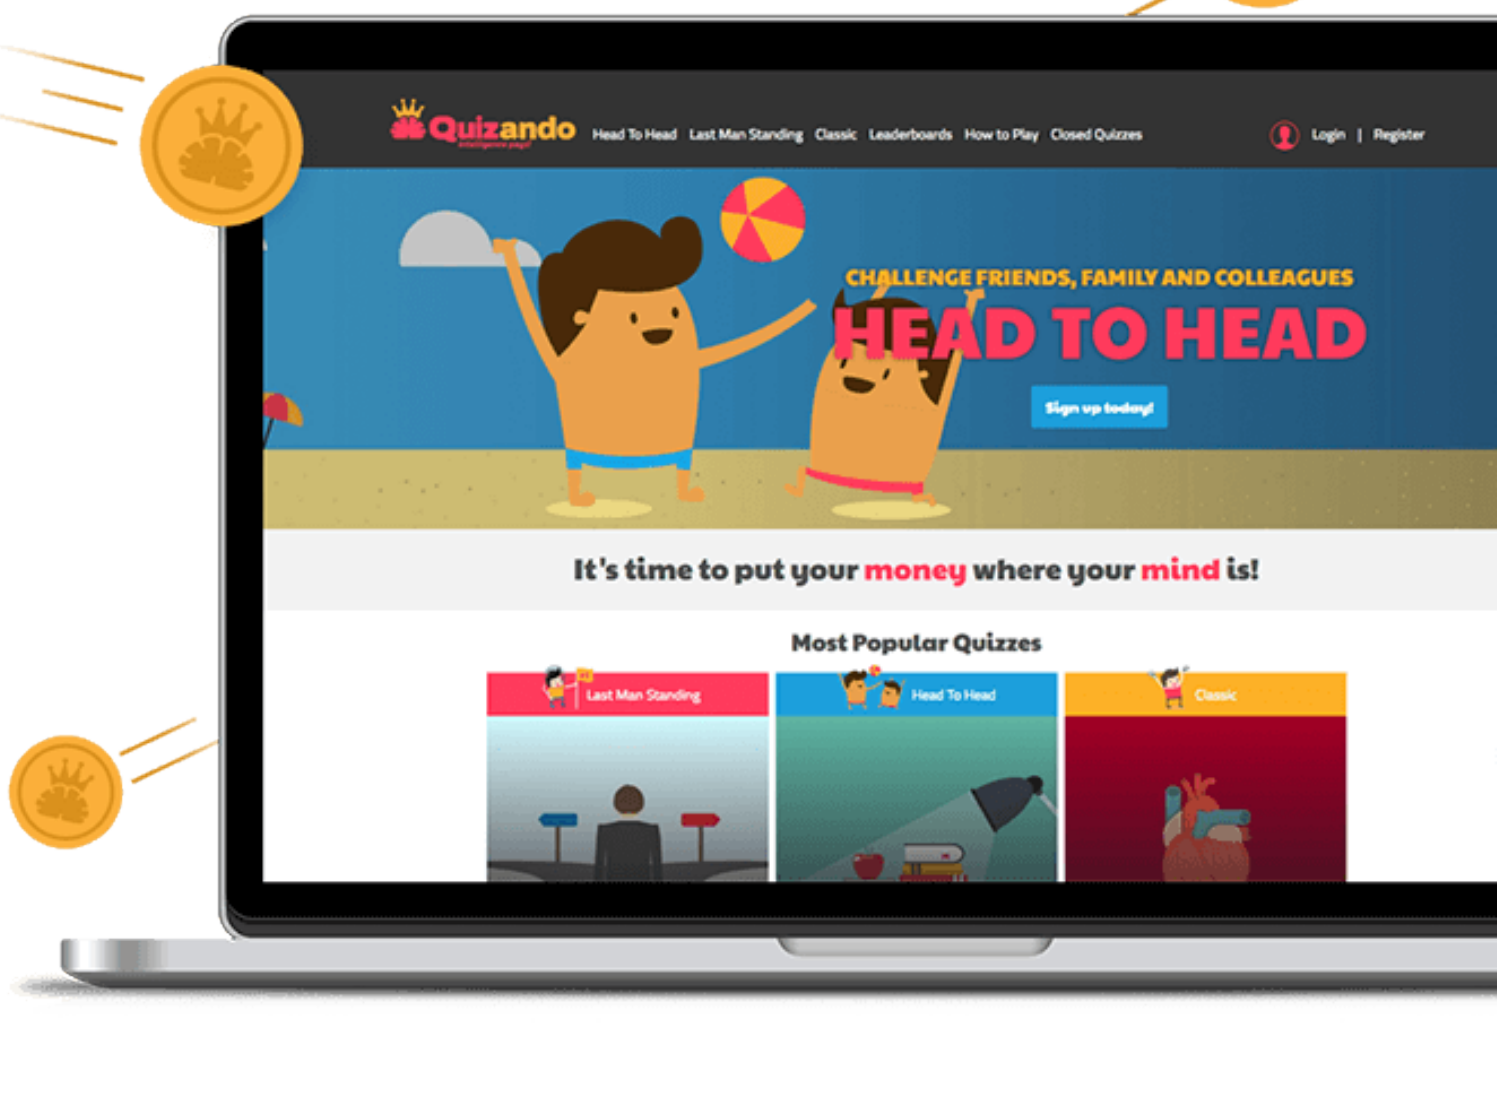 Quizando
intelligence pays!
Head To Head Last Man Standing Classic Leaderboards How to Play Closed Quizzes
Login | Register
CHALLENGE FRIENDS, FAMILY AND COLLEAGUES
HEAD TO HEAD
Sign up today!
It's time to put your money where your mind is!
Most Popular Quizzes
Last Man Standing
Head To Head
Classic